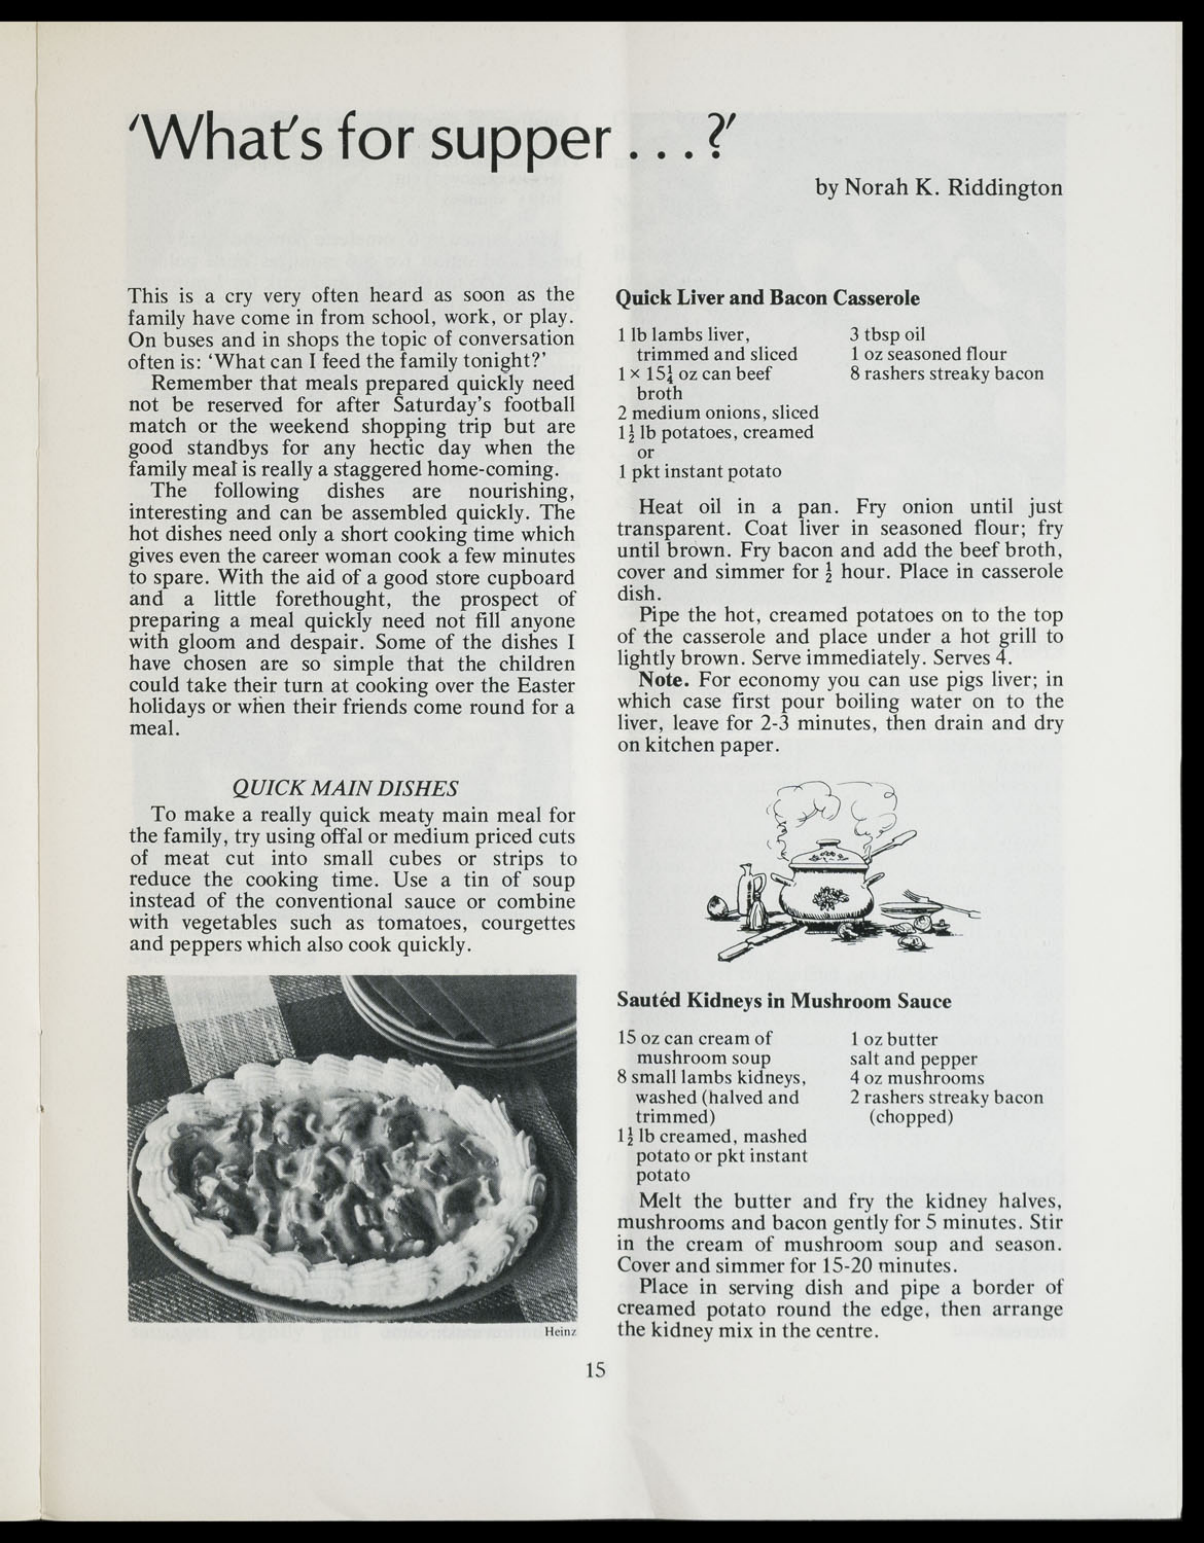 'What's for supper . . .?'
by Norah K. Riddington
This is a cry very often heard as soon as the
family have come in from school, work, or play.
On buses and in shops the topic of conversation
often is: 'What can I feed the family tonight?'
Remember that meals prepared quickly need
not be reserved for after Saturday's football
match or the weekend shopping trip but are
good standbys for any hectic day when the
family meal is really a staggered home-coming.
The following dishes are nourishing,
interesting and can be assembled quickly. The
hot dishes need only a short cooking time which
gives even the career woman cook a few minutes
to spare. With the aid of a good store cupboard
and a little forethought, the prospect of
preparing a meal quickly need not fill anyone
with gloom and despair. Some of the dishes I
have chosen are so simple that the children
could take their turn at cooking over the Easter
holidays or when their friends come round for a
meal.
QUICK MAIN DISHES
To make a really quick meaty main meal for
the family, try using offal or medium priced cuts
of meat cut into small cubes or strips to
reduce the cooking time. Use a tin of soup
instead of the conventional sauce or combine
with vegetables such as tomatoes, courgettes
and peppers which also cook quickly.
Heinz
Quick Liver and Bacon Casserole
1 lb lambs liver,
trimmed and sliced
1 × 15¼ oz can beef
broth
2 medium onions, sliced
1½ lb potatoes, creamed
or
1 pkt instant potato
3 tbsp oil
1 oz seasoned flour
8 rashers streaky bacon
Heat oil in a pan. Fry onion until just
transparent. Coat liver in seasoned flour; fry
until brown. Fry bacon and add the beef broth,
cover and simmer for ½ hour. Place in casserole
dish.
Pipe the hot, creamed potatoes on to the top
of the casserole and place under a hot grill to
lightly brown. Serve immediately. Serves 4.
Note. For economy you can use pigs liver; in
which case first pour boiling water on to the
liver, leave for 2-3 minutes, then drain and dry
on kitchen paper.
Sautéd Kidneys in Mushroom Sauce
15 oz can cream of
mushroom soup
8 small lambs kidneys,
washed (halved and
trimmed)
1½ lb creamed, mashed
potato or pkt instant
potato
1 oz butter
salt and pepper
4 oz mushrooms
2 rashers streaky bacon
(chopped)
Melt the butter and fry the kidney halves,
mushrooms and bacon gently for 5 minutes. Stir
in the cream of mushroom soup and season.
Cover and simmer for 15-20 minutes.
Place in serving dish and pipe a border of
creamed potato round the edge, then arrange
the kidney mix in the centre.
15